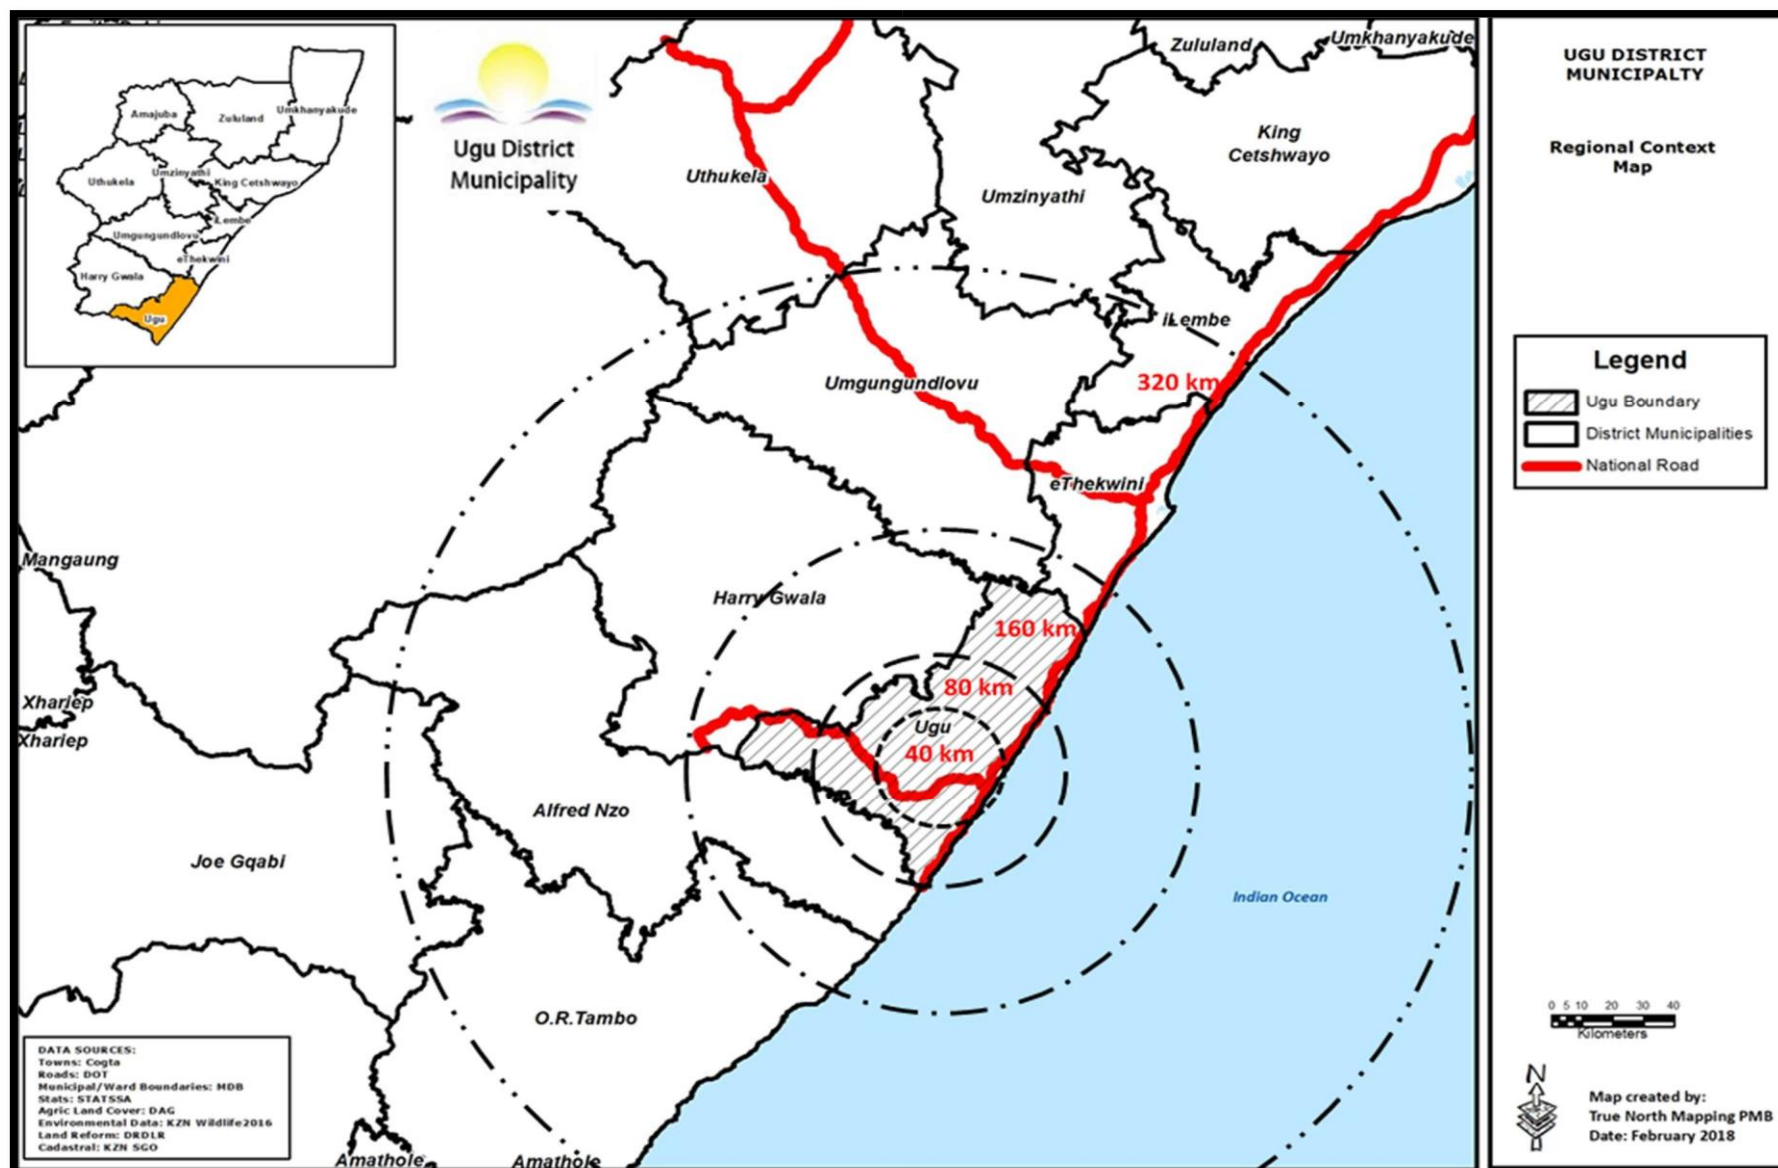 Amajuba
Zululand
Umkhanyakude
Uthukela
Umzinyathi
King Cetshwayo
iLembe
Umgungundlovu
eThekwini
Harry Gwala
Ugu
Ugu District
Municipality
Zululand
Umkhanyakude
King
Cetshwayo
Uthukela
Umzinyathi
iLembe
320 km
Umgungundlovu
eThekwini
Mangaung
Harry Gwala
160 km
80 km
Xhariep
Xhariep
Ugu
40 km
Alfred Nzo
Joe Gqabi
Indian Ocean
O.R.Tambo
Amathole
Amathole
DATA SOURCES:
Towns: Cogta
Roads: DOT
Municipal/Ward Boundaries: MDB
Stats: STATSSA
Agric Land Cover: DAG
Environmental Data: KZN Wildlife2016
Land Reform: DRDLR
Cadastral: KZN SGO
UGU DISTRICT
MUNICIPALTY
Regional Context
Map
Legend
Ugu Boundary
District Municipalities
National Road
0 5 10 20 30 40
Kilometers
N
Map created by:
True North Mapping PMB
Date: February 2018